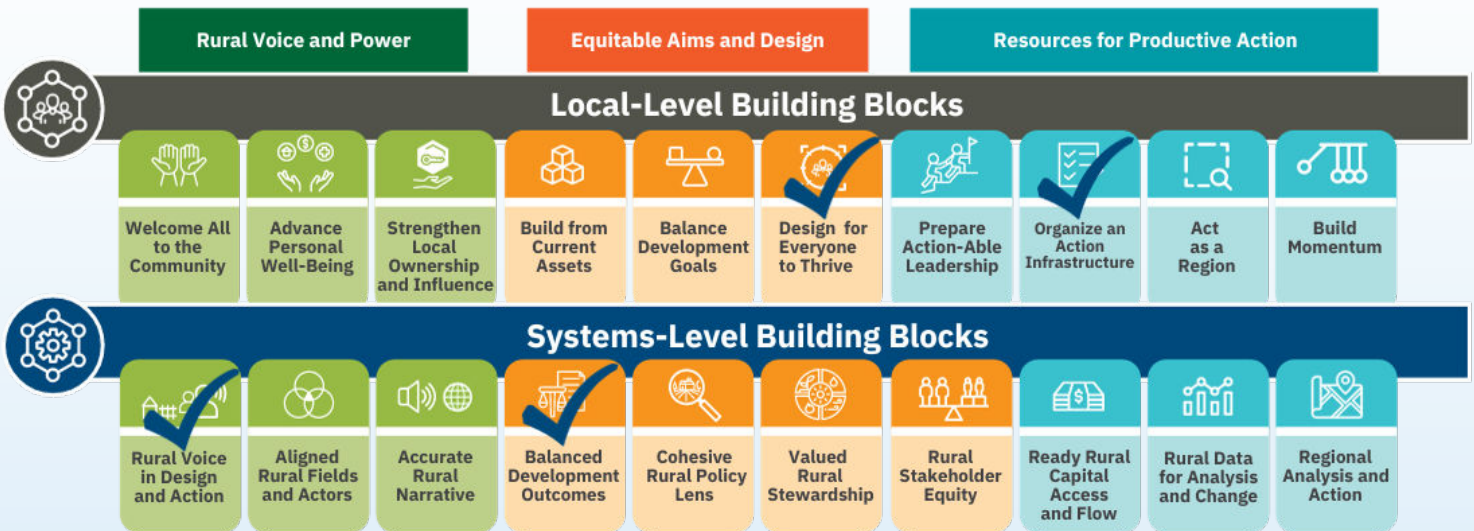 Rural Voice and Power
Equitable Aims and Design
Resources for Productive Action
Local-Level Building Blocks
Welcome All
to the
Community
Advance
Personal
Well-Being
Strengthen
Local
Ownership
and Influence
Build from
Current
Assets
Balance
Development
Goals
Design for
Everyone
to Thrive
Prepare
Action-Able
Leadership
Organize an
Action
Infrastructure
Act
as a
Region
Build
Momentum
Systems-Level Building Blocks
Rural Voice
in Design
and Action
Aligned
Rural Fields
and Actors
Accurate
Rural
Narrative
Balanced
Development
Outcomes
Cohesive
Rural Policy
Lens
Valued
Rural
Stewardship
Rural
Stakeholder
Equity
Ready Rural
Capital
Access
and Flow
Rural Data
for Analysis
and Change
Regional
Analysis and
Action